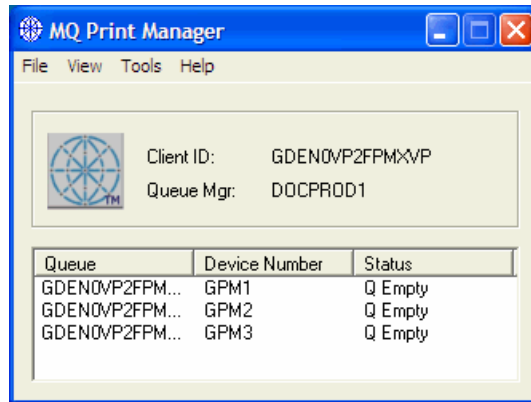 MQ Print Manager
File View Tools Help
Client ID: GDEN0VP2FPMXVP
Queue Mgr: DOCPROD1
TM
Queue Device Number Status
GDEN0VP2FPM... GPM1 Q Empty
GDEN0VP2FPM... GPM2 Q Empty
GDEN0VP2FPM... GPM3 Q Empty